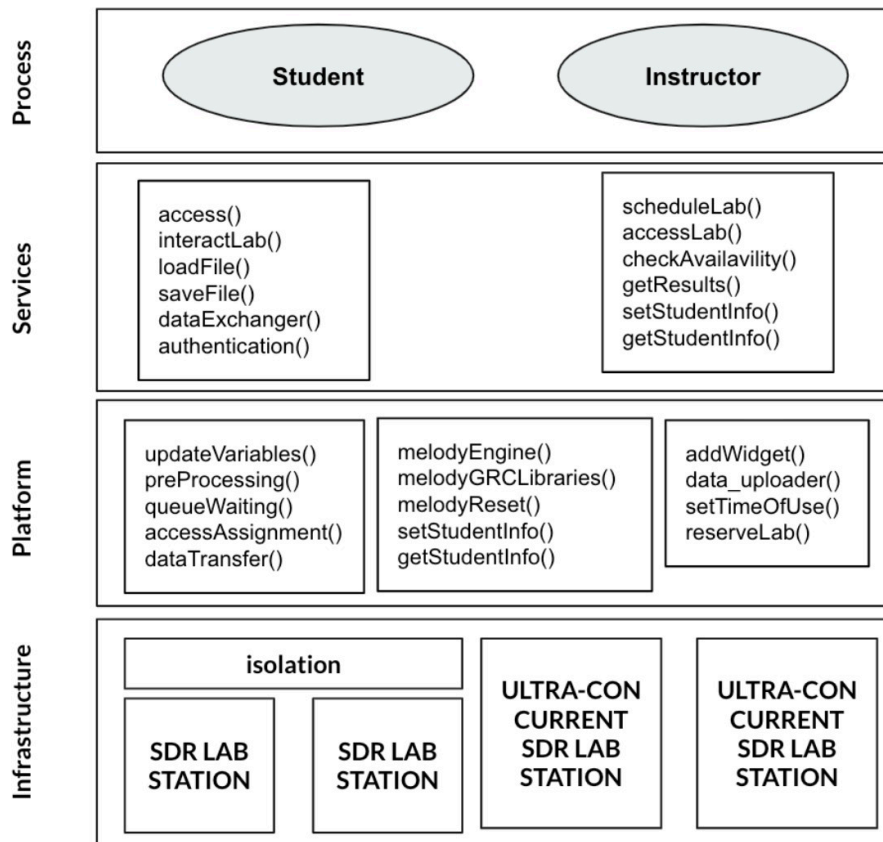 Process
Student
Instructor
Services
access()
interactLab()
loadFile()
saveFile()
dataExchanger()
authentication()
scheduleLab()
accessLab()
checkAvailavility()
getResults()
setStudentInfo()
getStudentInfo()
Platform
updateVariables()
preProcessing()
queueWaiting()
accessAssignment()
dataTransfer()
melodyEngine()
melodyGRCLibraries()
melodyReset()
setStudentInfo()
getStudentInfo()
addWidget()
data_uploader()
setTimeOfUse()
reserveLab()
Infrastructure
isolation
SDR LAB
STATION
SDR LAB
STATION
ULTRA-CON
CURRENT
SDR LAB
STATION
ULTRA-CON
CURRENT
SDR LAB
STATION